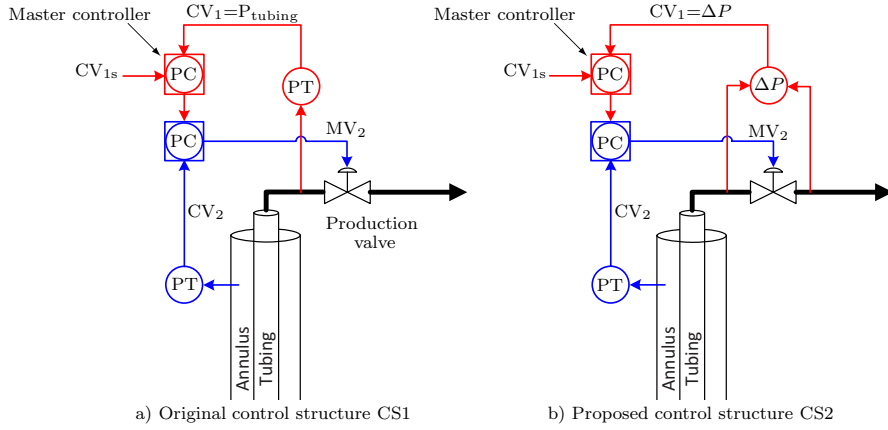 CV₁=P_tubing
Master controller
CV₁ₛ
PC
PT
PC
MV₂
CV₂
Production
valve
PT
Annulus
Tubing
a) Original control structure CS1
CV₁=ΔP
Master controller
CV₁ₛ
PC
ΔP
PC
MV₂
CV₂
PT
Annulus
Tubing
b) Proposed control structure CS2